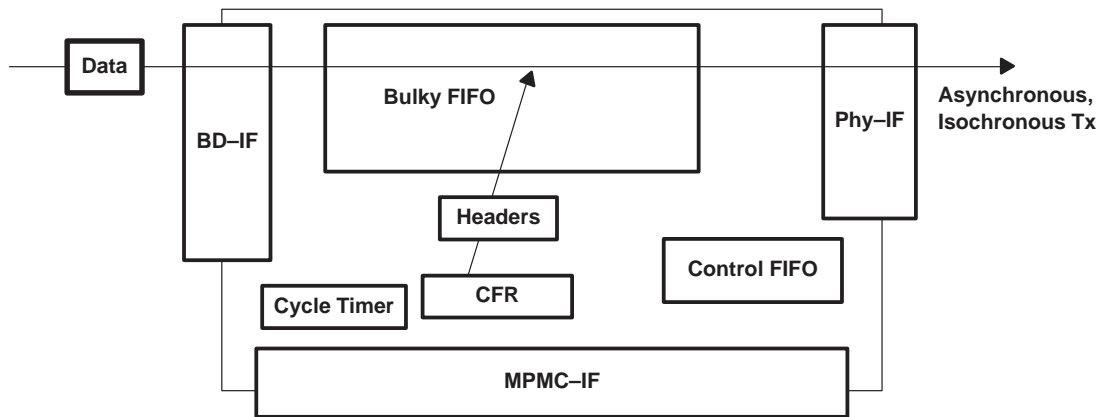 Data
Bulky FIFO
BD–IF
Phy–IF
Asynchronous,
Isochronous Tx
Headers
Control FIFO
CFR
Cycle Timer
MPMC–IF